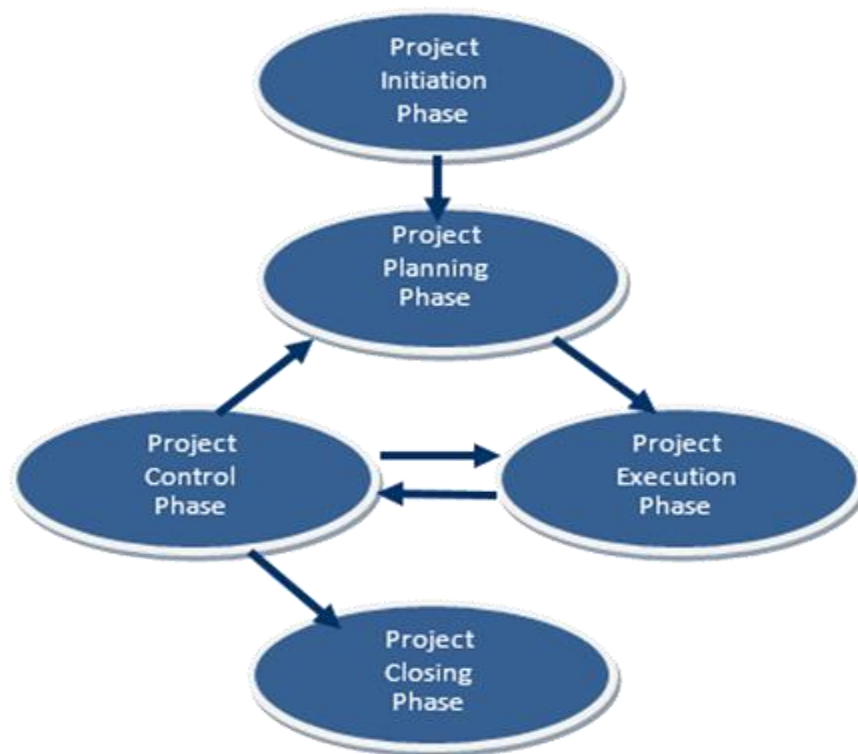 Project
Initiation
Phase
Project
Planning
Phase
Project
Control
Phase
Project
Execution
Phase
Project
Closing
Phase